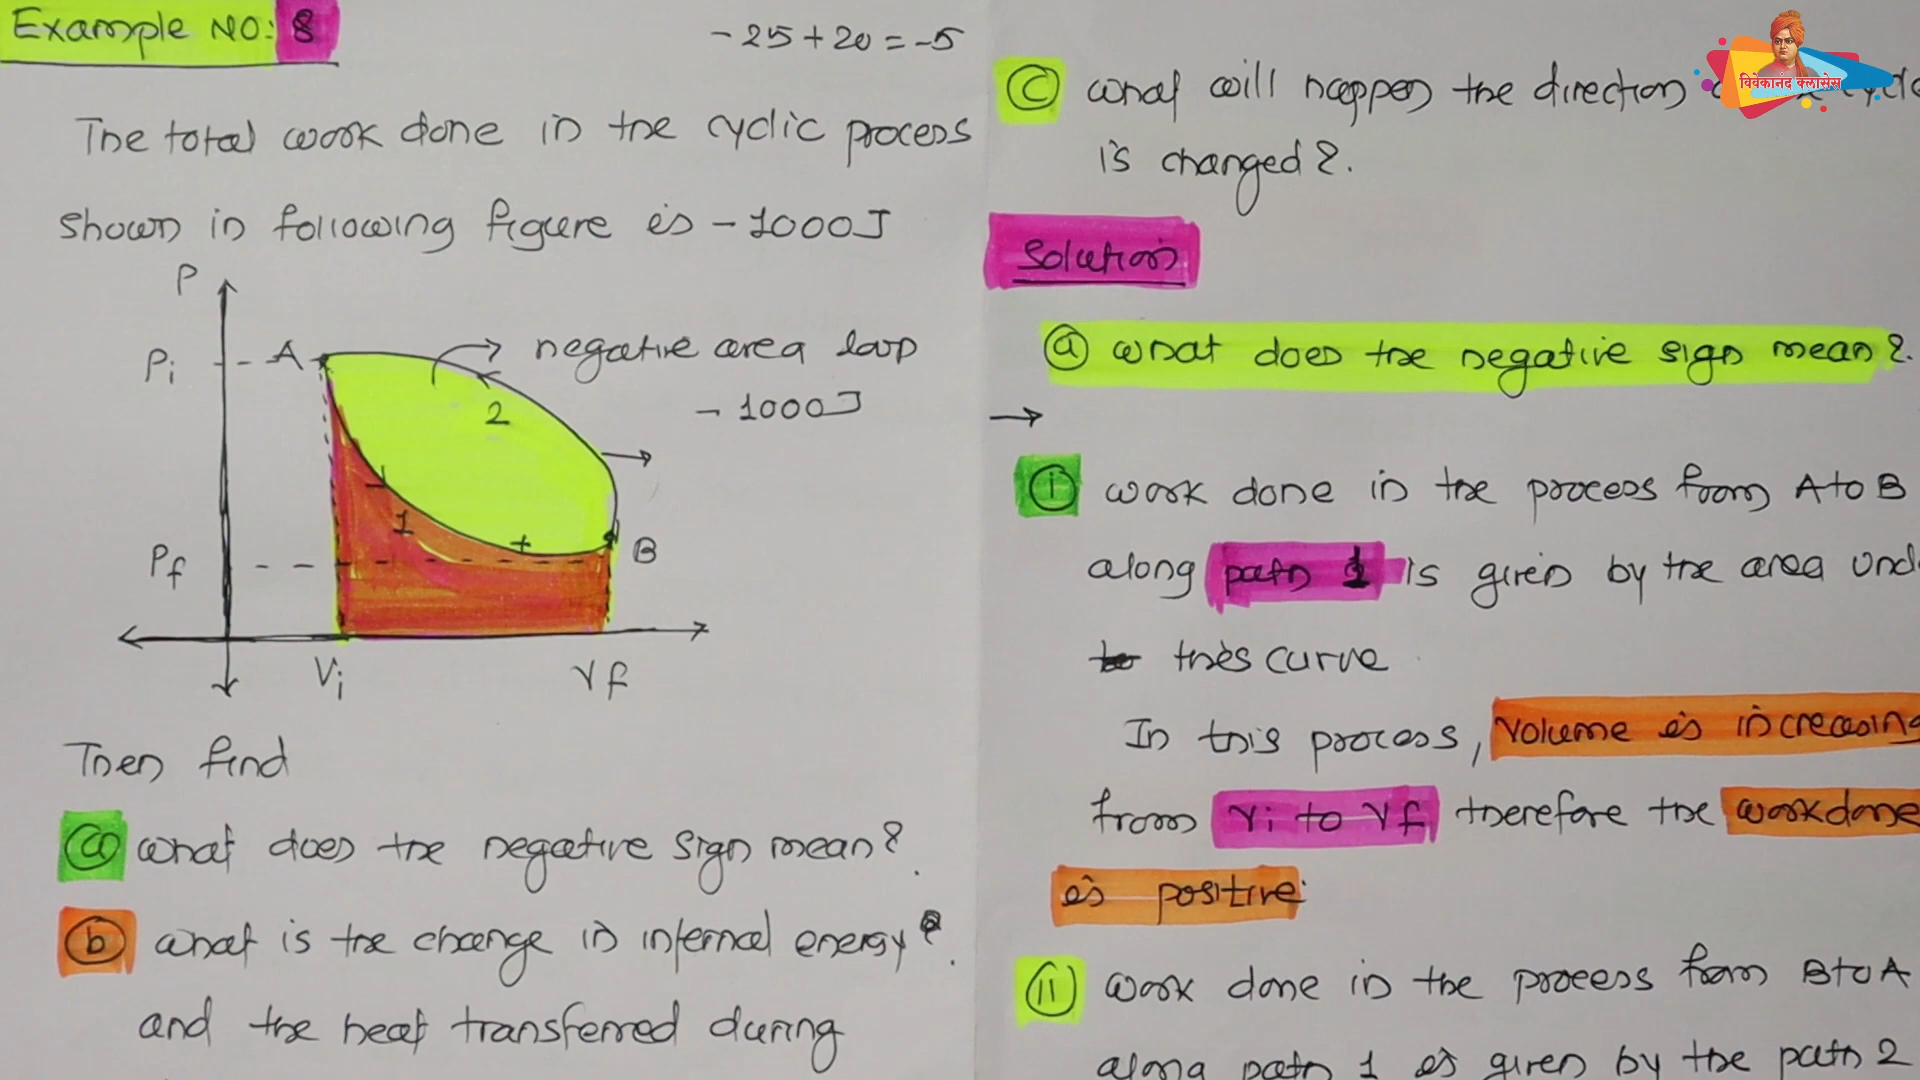 Example NO: 8
-25+20=-5
The total work done in the cyclic process
shown in following figure is -1000J
P
Pi
A
negative area loop
-1000J
2
1
+
Pf
B
Vi
Vf
Then find
a what does the negative sign mean?
b what is the change in internal energy?
and the heat transferred during
c what will happen the direction
is changed?
विवेकानंद क्लासेस
Solution
a what does the negative sign mean?
→
i work done in the process from A to B
along path 1 is given by the area und
this curve
In this process, volume is increasing
from Vi to Vf therefore the workdone
is positive.
ii work done in the process from B to A
along path 1 is given by the path 2